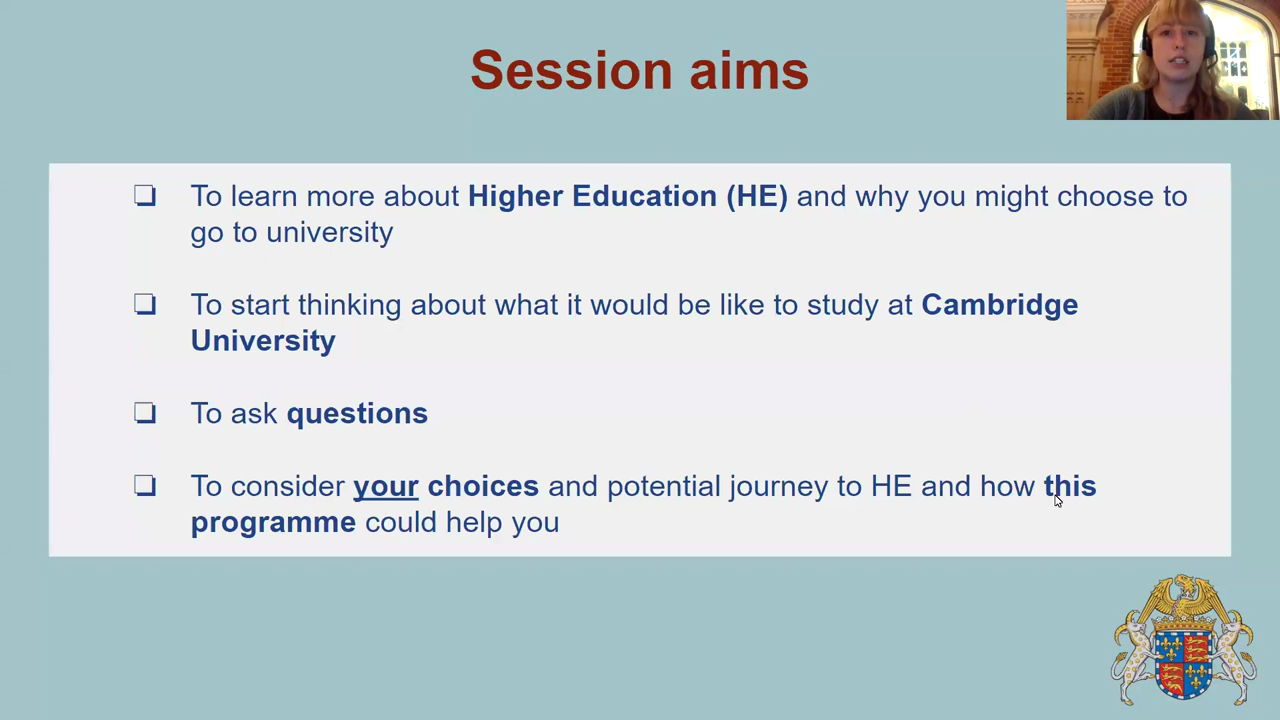 Session aims
❏ To learn more about Higher Education (HE) and why you might choose to
go to university
❏ To start thinking about what it would be like to study at Cambridge
University
❏ To ask questions
❏ To consider your choices and potential journey to HE and how this
programme could help you